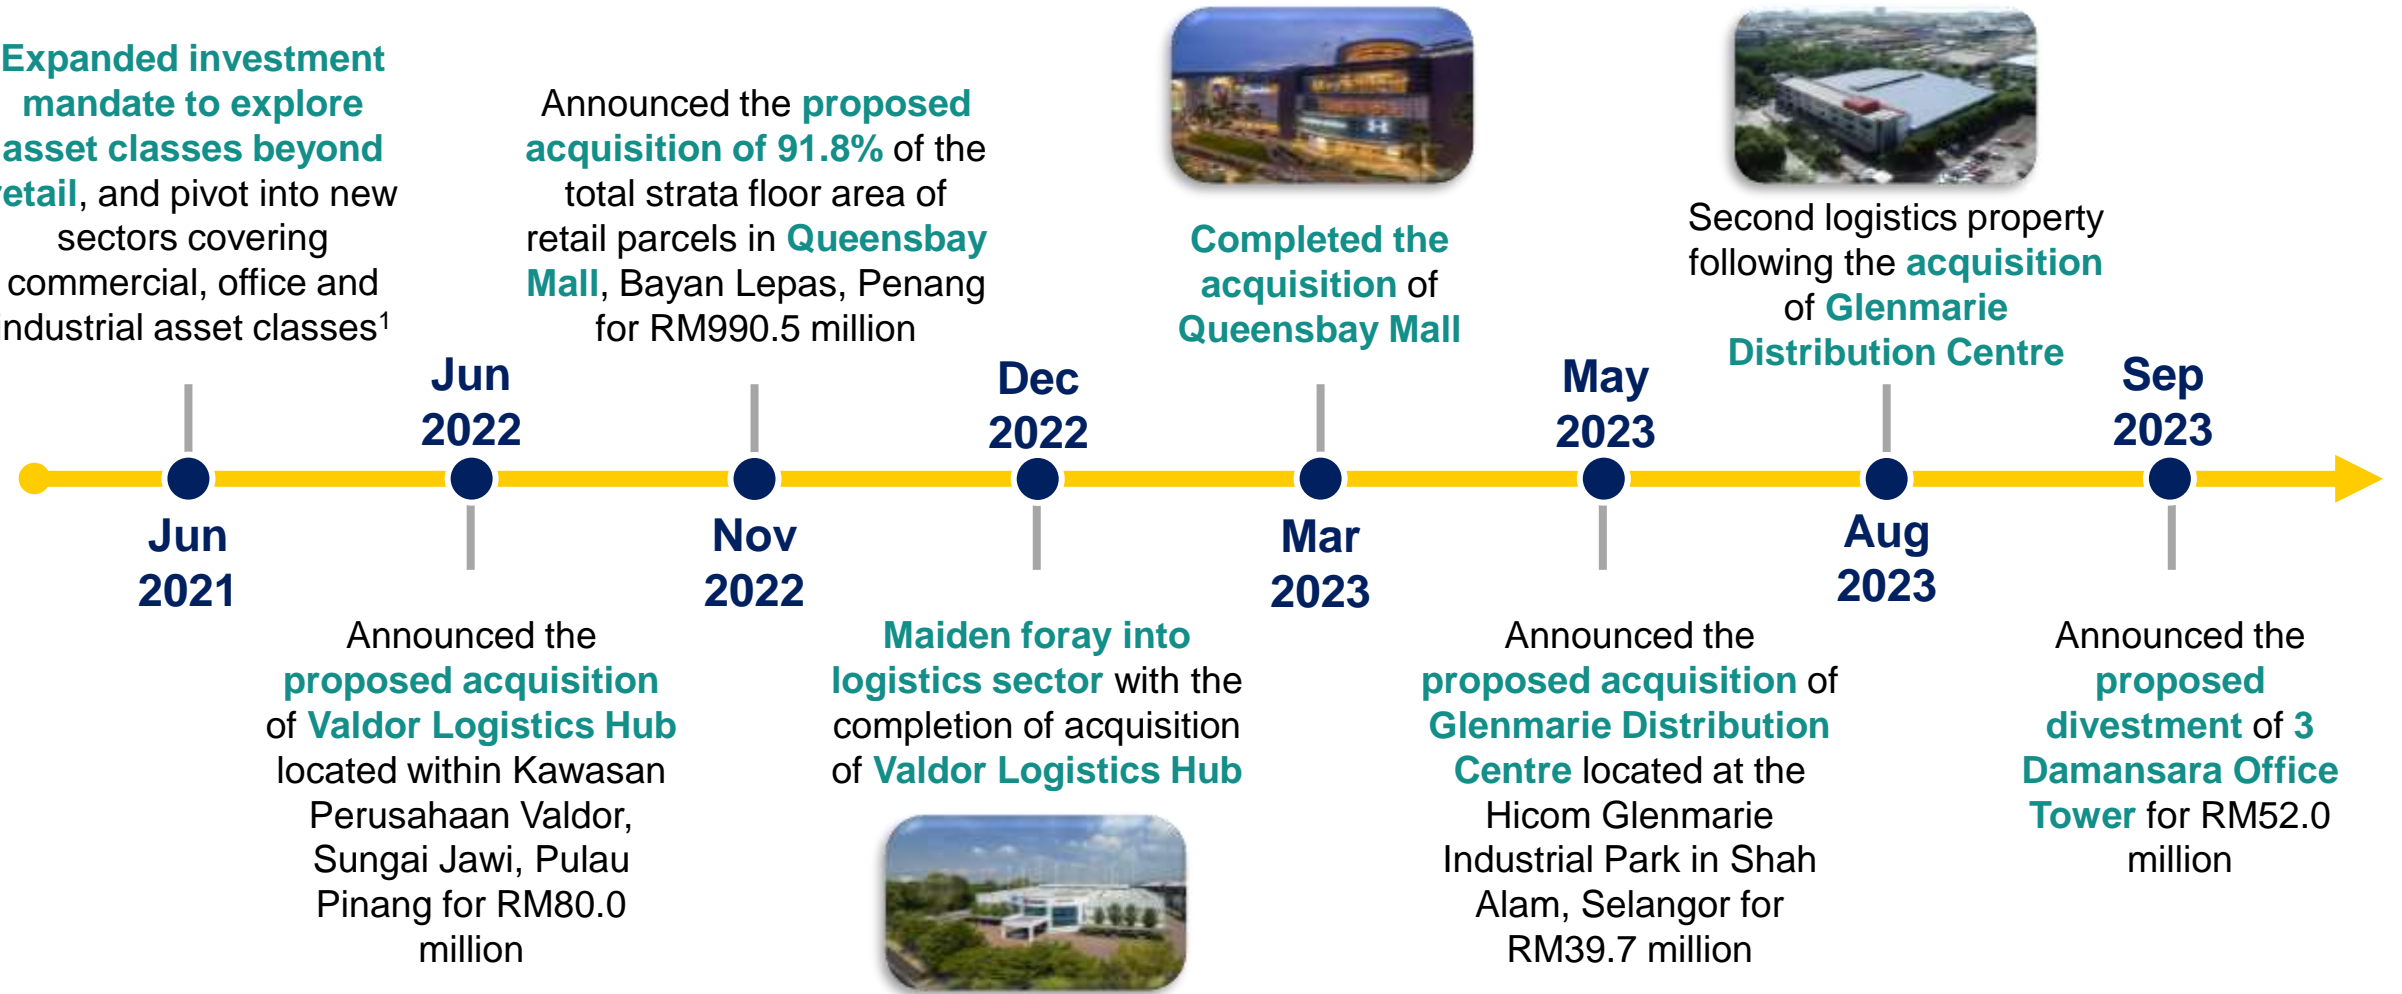 Expanded investment
mandate to explore
asset classes beyond
retail, and pivot into new
sectors covering
commercial, office and
industrial asset classes1
Jun
2021
Jun
2022
Announced the
proposed acquisition
of Valdor Logistics Hub
located within Kawasan
Perusahaan Valdor,
Sungai Jawi, Pulau
Pinang for RM80.0
million
Announced the proposed
acquisition of 91.8% of the
total strata floor area of
retail parcels in Queensbay
Mall, Bayan Lepas, Penang
for RM990.5 million
Nov
2022
Dec
2022
Maiden foray into
logistics sector with the
completion of acquisition
of Valdor Logistics Hub
Completed the
acquisition of
Queensbay Mall
Mar
2023
May
2023
Announced the
proposed acquisition of
Glenmarie Distribution
Centre located at the
Hicom Glenmarie
Industrial Park in Shah
Alam, Selangor for
RM39.7 million
Second logistics property
following the acquisition
of Glenmarie
Distribution Centre
Aug
2023
Sep
2023
Announced the
proposed
divestment of 3
Damansara Office
Tower for RM52.0
million